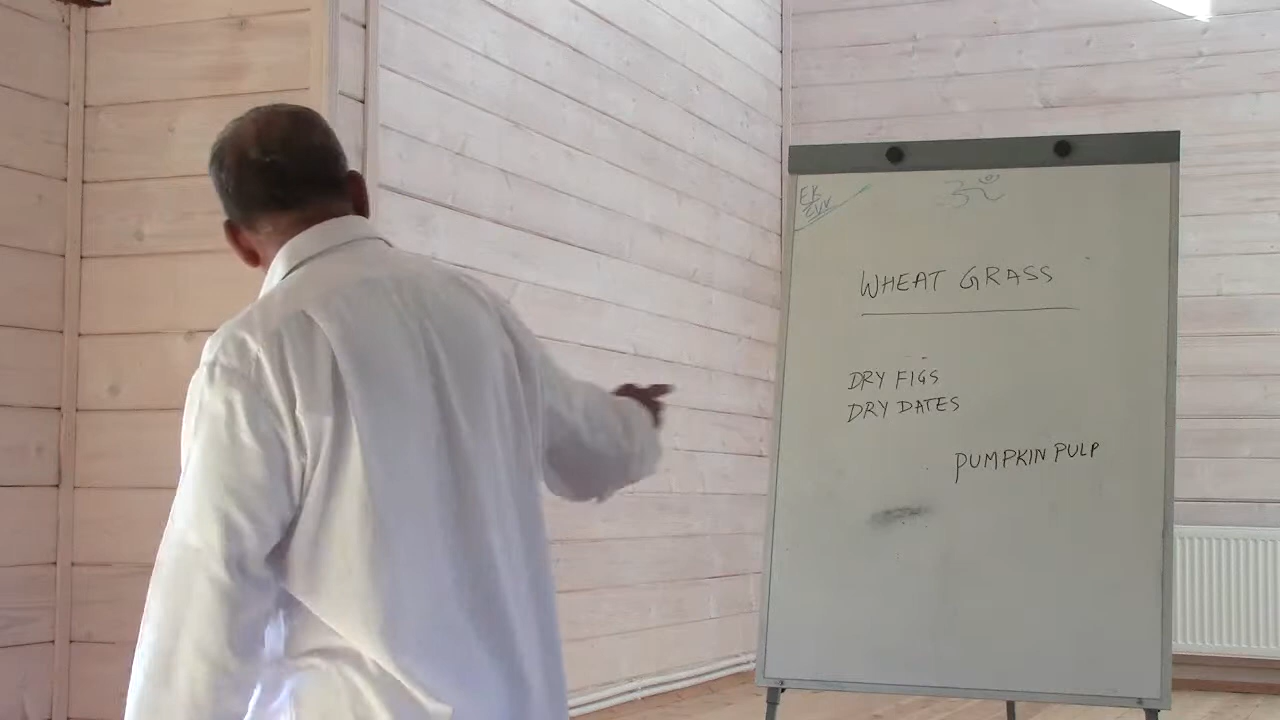 ॐ
WHEAT GRASS
DRY FIGS
DRY DATES
PUMPKIN PULP